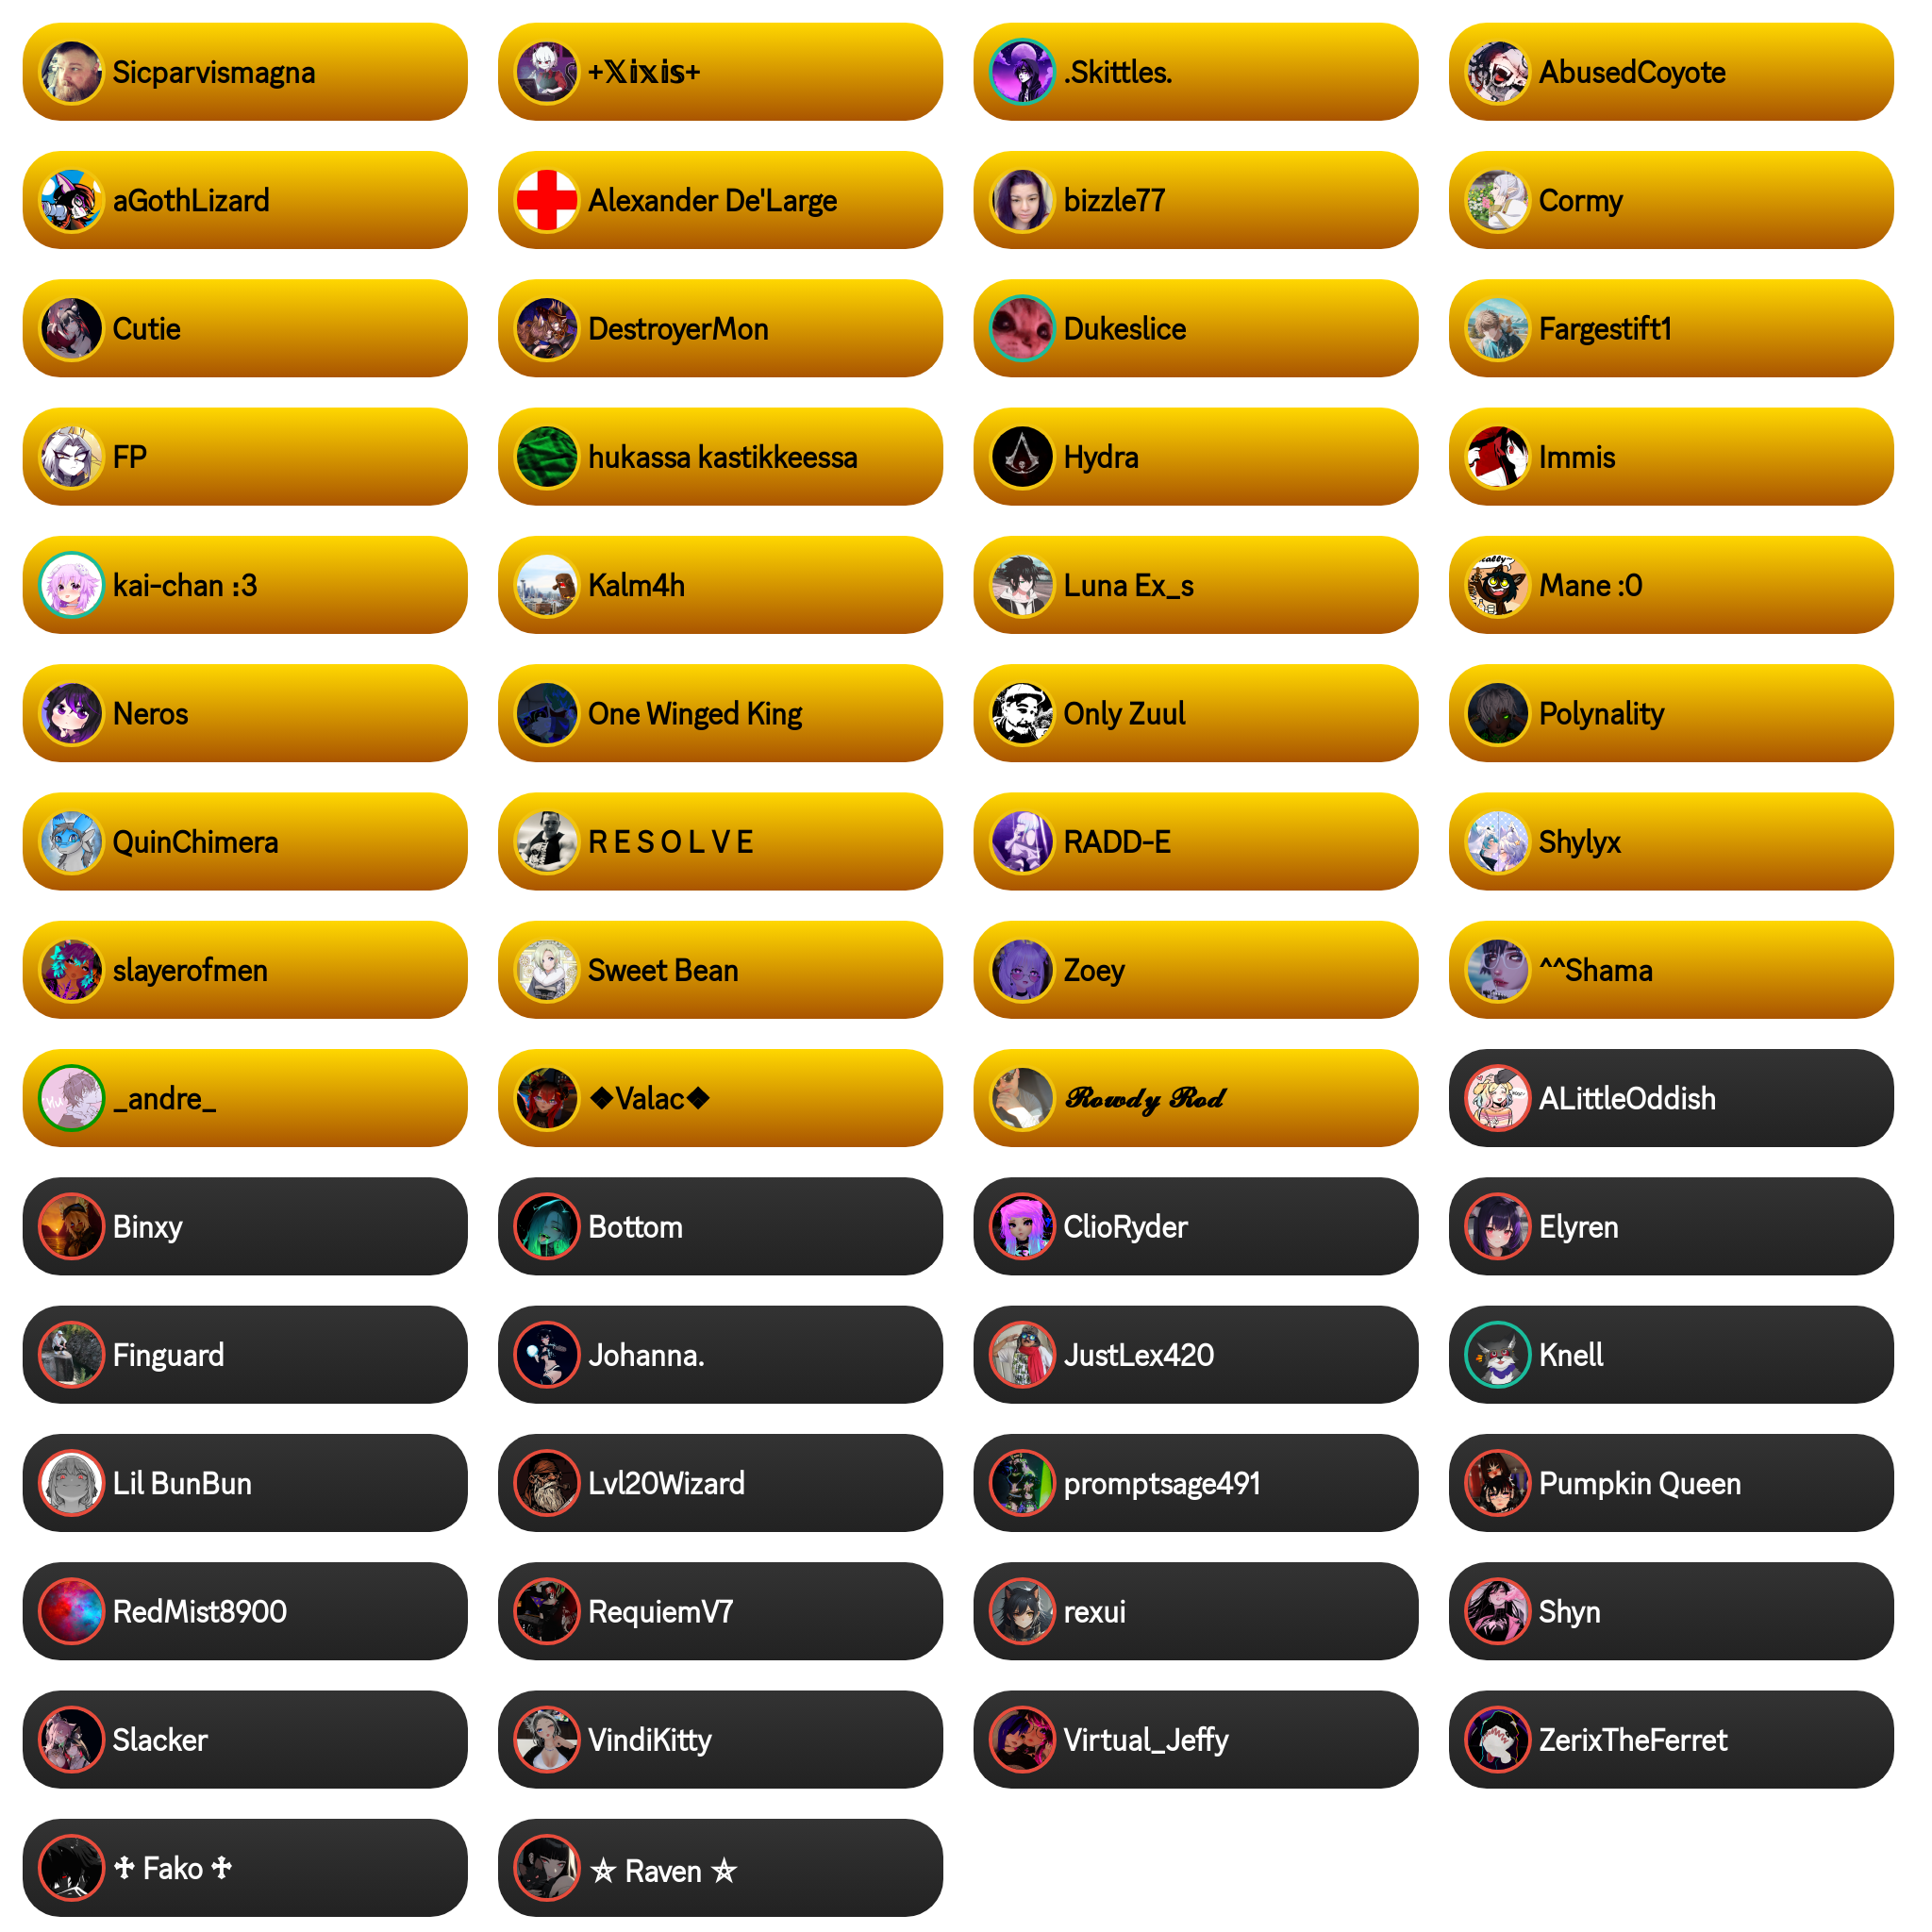 Sicparvismagna
+𝕏𝕚𝕩𝕚𝕤+
.Skittles.
AbusedCoyote
aGothLizard
Alexander De'Large
bizzle77
Cormy
Cutie
DestroyerMon
Dukeslice
Fargestift1
FP
hukassa kastikkeessa
Hydra
Immis
kai-chan :3
Kalm4h
Luna Ex_s
Mane :0
Neros
One Winged King
Only Zuul
Polynality
QuinChimera
R E S O L V E
RADD-E
Shylyx
slayerofmen
Sweet Bean
Zoey
^^Shama
_andre_
❖Valac❖
𝓡𝓸𝔀𝓭𝔂 𝓡𝓸𝓭
ALittleOddish
Binxy
Bottom
ClioRyder
Elyren
Finguard
Johanna.
JustLex420
Knell
Lil BunBun
Lvl20Wizard
promptsage491
Pumpkin Queen
RedMist8900
RequiemV7
rexui
Shyn
Slacker
VindiKitty
Virtual_Jeffy
ZerixTheFerret
♱ Fako ♱
⛤ Raven ⛤